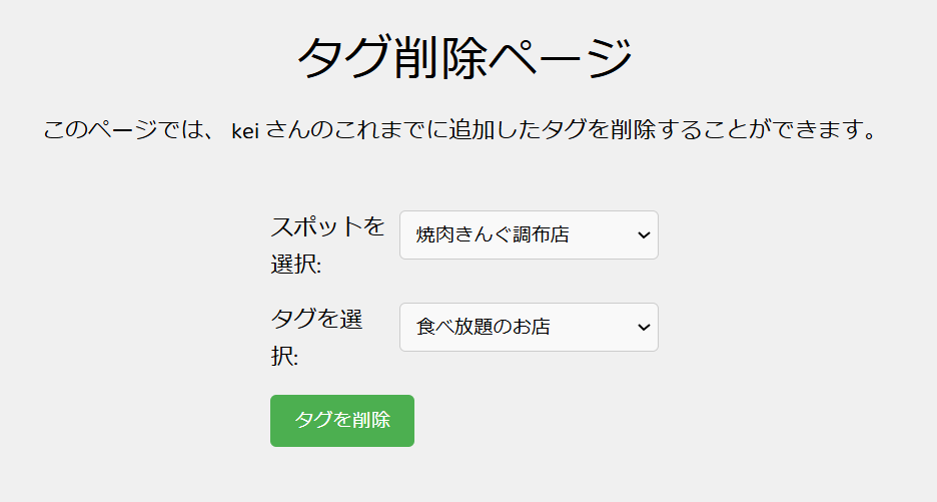 タグ削除ページ
このページでは、 kei さんのこれまでに追加したタグを削除することができます。
スポットを
選択:
焼肉きんぐ調布店
タグを選
択:
食べ放題のお店
タグを削除